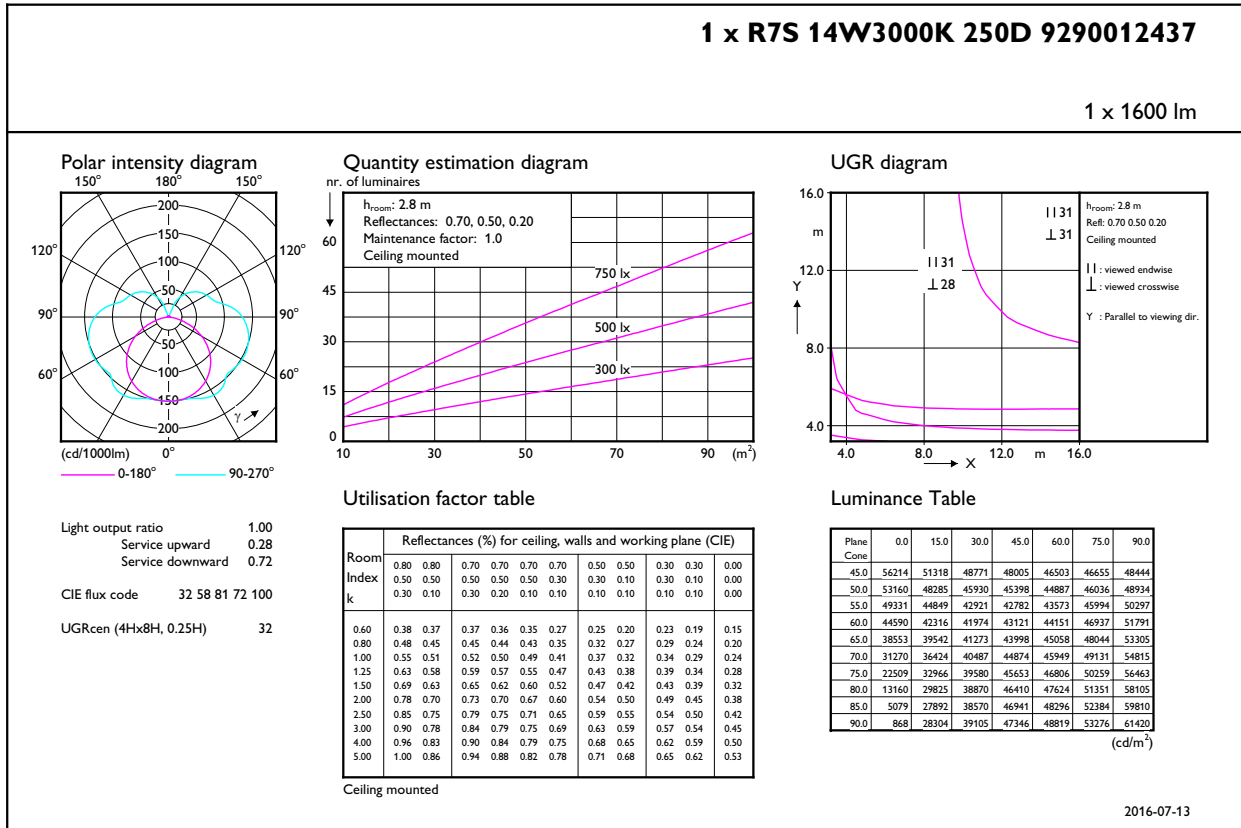 1 x R7S 14W3000K 250D 9290012437
1 x 1600 lm
Polar intensity diagram
150° 180° 150°
200
150
100
50
120° 120°
90° 90°
50
100
60° 60°
150
200
γ
(cd/1000lm) 0°
0-180° 90-270°
Light output ratio 1.00
Service upward 0.28
Service downward 0.72
CIE flux code 32 58 81 72 100
UGRcen (4Hx8H, 0.25H) 32
Quantity estimation diagram
nr. of luminaires
hroom: 2.8 m
Reflectances: 0.70, 0.50, 0.20
Maintenance factor: 1.0
Ceiling mounted
60
750 lx
45
500 lx
30
300 lx
15
0
10 30 50 70 90 (m²)
UGR diagram
16.0
m
12.0
Y
8.0
4.0
4.0 8.0 12.0 m 16.0
X
|| 31
⊥ 31
|| 31
⊥ 28
hroom: 2.8 m
Refl: 0.70 0.50 0.20
Ceiling mounted
|| : viewed endwise
⊥ : viewed crosswise
Y : Parallel to viewing dir.
Utilisation factor table
Room Index k
Reflectances (%) for ceiling, walls and working plane (CIE)
0.80 0.80 0.70 0.70 0.70 0.70 0.50 0.50 0.30 0.30 0.00
0.50 0.50 0.50 0.50 0.50 0.30 0.30 0.10 0.30 0.10 0.00
0.30 0.10 0.30 0.20 0.10 0.10 0.10 0.10 0.10 0.10 0.00
0.60 0.38 0.37 0.37 0.36 0.35 0.27 0.25 0.20 0.23 0.19 0.15
0.80 0.48 0.45 0.45 0.44 0.43 0.35 0.32 0.27 0.29 0.24 0.20
1.00 0.55 0.51 0.52 0.50 0.49 0.41 0.37 0.32 0.34 0.29 0.24
1.25 0.63 0.58 0.59 0.57 0.55 0.47 0.43 0.38 0.39 0.34 0.28
1.50 0.69 0.63 0.65 0.62 0.60 0.52 0.47 0.42 0.43 0.39 0.32
2.00 0.78 0.70 0.73 0.70 0.67 0.60 0.54 0.50 0.49 0.45 0.38
2.50 0.85 0.75 0.79 0.75 0.71 0.65 0.59 0.55 0.54 0.50 0.42
3.00 0.90 0.78 0.84 0.79 0.75 0.69 0.63 0.59 0.57 0.54 0.45
4.00 0.96 0.83 0.90 0.84 0.79 0.75 0.68 0.65 0.62 0.59 0.50
5.00 1.00 0.86 0.94 0.88 0.82 0.78 0.71 0.68 0.65 0.62 0.53
Ceiling mounted
Luminance Table
Plane 0.0 15.0 30.0 45.0 60.0 75.0 90.0
Cone
45.0 56214 51318 48771 48005 46503 46655 48444
50.0 53160 48285 45930 45398 44887 46036 48934
55.0 49331 44849 42921 42782 43573 45994 50297
60.0 44590 42316 41974 43121 44151 46937 51791
65.0 38553 39542 41273 43998 45058 48044 53305
70.0 31270 36424 40487 44874 45949 49131 54815
75.0 22509 32966 39580 45653 46806 50259 56463
80.0 13160 29825 38870 46410 47624 51351 58105
85.0 5079 27892 38570 46941 48296 52384 59810
90.0 868 28304 39105 47346 48819 53276 61420
(cd/m²)
2016-07-13